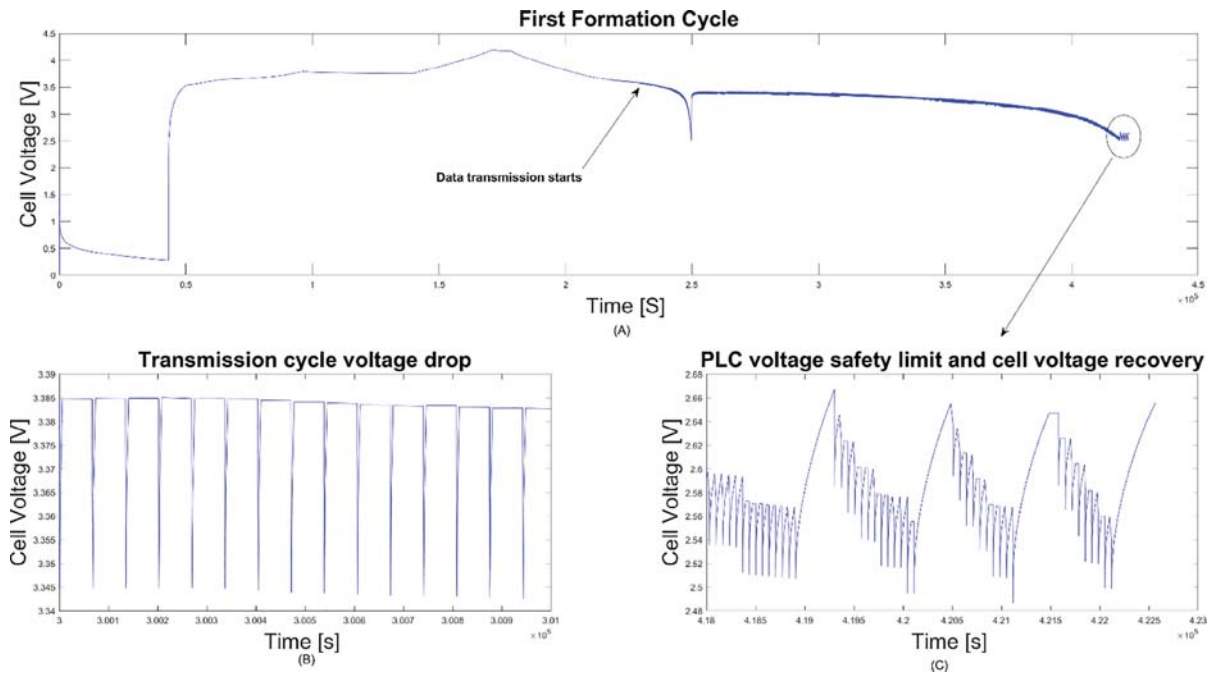 First Formation Cycle
Cell Voltage [V]
4.5
4
3.5
3
2.5
2
1.5
1
0.5
0
Data transmission starts
0 0.5 1 1.5 2 2.5 3 3.5 4 4.5
×10⁵
Time [S]
(A)
Transmission cycle voltage drop
Cell Voltage [V]
3.39
3.385
3.38
3.375
3.37
3.365
3.36
3.355
3.35
3.345
3.34
3 3.001 3.002 3.003 3.004 3.005 3.006 3.007 3.008 3.009 3.01
×10⁵
Time [s]
(B)
PLC voltage safety limit and cell voltage recovery
Cell Voltage [V]
2.68
2.66
2.64
2.62
2.6
2.58
2.56
2.54
2.52
2.5
2.48
4.18 4.185 4.19 4.195 4.2 4.205 4.21 4.215 4.22 4.225 4.23
×10⁵
Time [s]
(C)